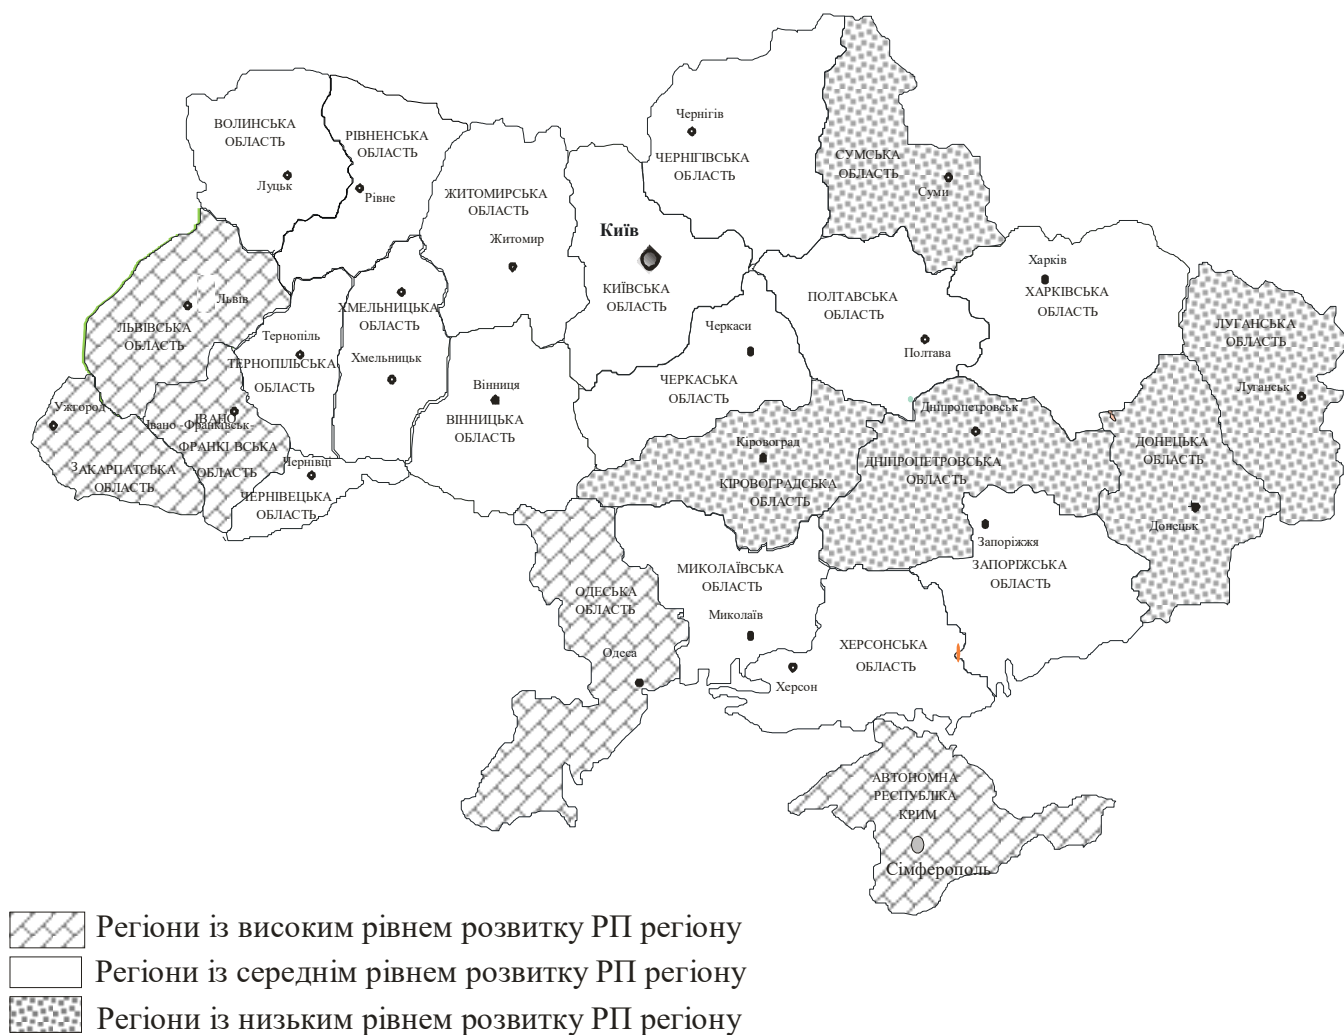 Чернігів
ЧЕРНІГІВСЬКА
ОБЛАСТЬ
ВОЛИНСЬКА
ОБЛАСТЬ
Луцьк
РІВНЕНСЬКА
ОБЛАСТЬ
Рівне
ЖИТОМИРСЬКА
ОБЛАСТЬ
Житомир
Київ
КИЇВСЬКА
ОБЛАСТЬ
СУМСЬКА
ОБЛАСТЬ
Суми
Харків
ХАРКІВСЬКА
ОБЛАСТЬ
ПОЛТАВСЬКА
ОБЛАСТЬ
Полтава
ЛУГАНСЬКА
ОБЛАСТЬ
Луганськ
Львів
ЛЬВІВСЬКА
ОБЛАСТЬ
Тернопіль
ТЕРНОПІЛЬСЬКА
ОБЛАСТЬ
ХМЕЛЬНИЦЬКА
ОБЛАСТЬ
Хмельницьк
Вінниця
ВІННИЦЬКА
ОБЛАСТЬ
Черкаси
ЧЕРКАСЬКА
ОБЛАСТЬ
Ужгород
ЗАКАРПАТСЬКА
ОБЛАСТЬ
ІВАНО
Івано -Франківськ-
ФРАНКІВСЬКА
ОБЛАСТЬ
Чернівці
ЧЕРНІВЕЦЬКА
ОБЛАСТЬ
Кіровоград
КІРОВОГРАДСЬКА
ОБЛАСТЬ
Дніпропетровськ
ДНІПРОПЕТРОВСЬКА
ОБЛАСТЬ
ДОНЕЦЬКА
ОБЛАСТЬ
Донецьк
Запоріжжя
ЗАПОРІЖСЬКА
ОБЛАСТЬ
МИКОЛАЇВСЬКА
ОБЛАСТЬ
Миколаїв
ОДЕСЬКА
ОБЛАСТЬ
Одеса
ХЕРСОНСЬКА
ОБЛАСТЬ
Херсон
АВТОНОМНА
РЕСПУБЛІКА
КРИМ
Сімферополь
Регіони із високим рівнем розвитку РП регіону
Регіони із середнім рівнем розвитку РП регіону
Регіони із низьким рівнем розвитку РП регіону